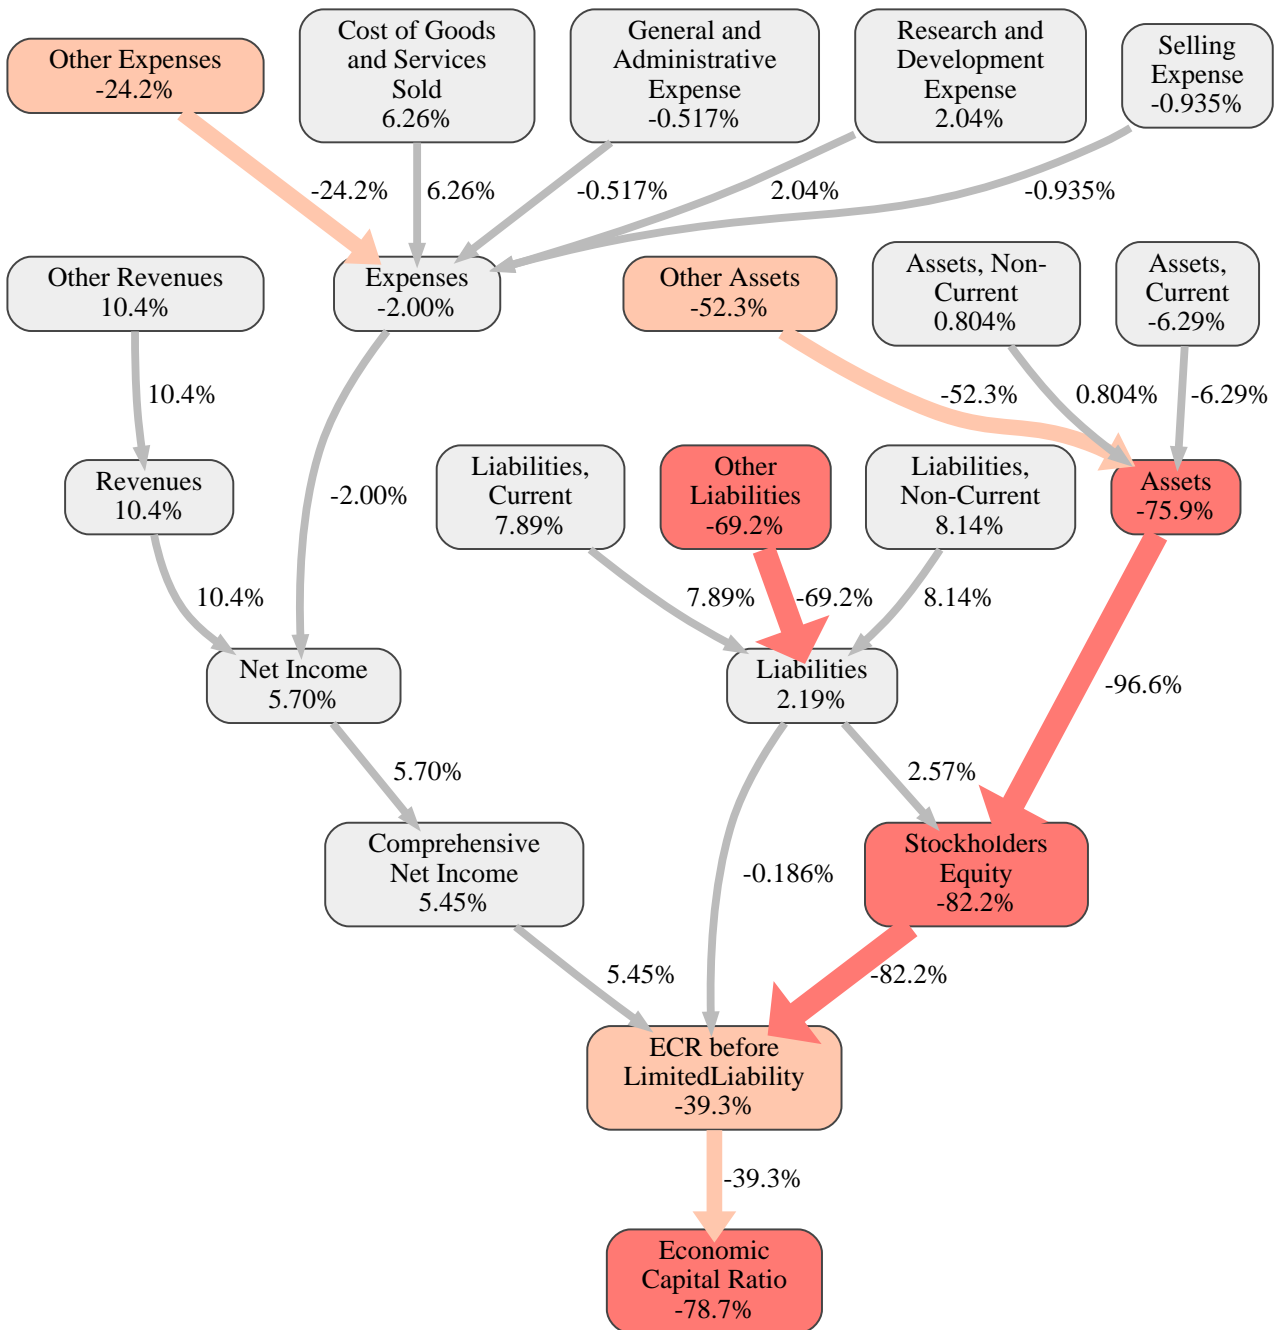 Other Expenses
-24.2%
Cost of Goods
and Services
Sold
6.26%
General and
Administrative
Expense
-0.517%
Research and
Development
Expense
2.04%
Selling
Expense
-0.935%
-24.2%
6.26%
-0.517%
2.04%
-0.935%
Other Revenues
10.4%
Expenses
-2.00%
Other Assets
-52.3%
Assets, Non-
Current
0.804%
Assets,
Current
-6.29%
10.4%
-2.00%
-52.3%
0.804%
-6.29%
Revenues
10.4%
Liabilities,
Current
7.89%
Other
Liabilities
-69.2%
Liabilities,
Non-Current
8.14%
Assets
-75.9%
10.4%
7.89%
-69.2%
8.14%
-96.6%
Net Income
5.70%
Liabilities
2.19%
5.70%
-0.186%
2.57%
Comprehensive
Net Income
5.45%
Stockholders
Equity
-82.2%
5.45%
-82.2%
ECR before
LimitedLiability
-39.3%
-39.3%
Economic
Capital Ratio
-78.7%